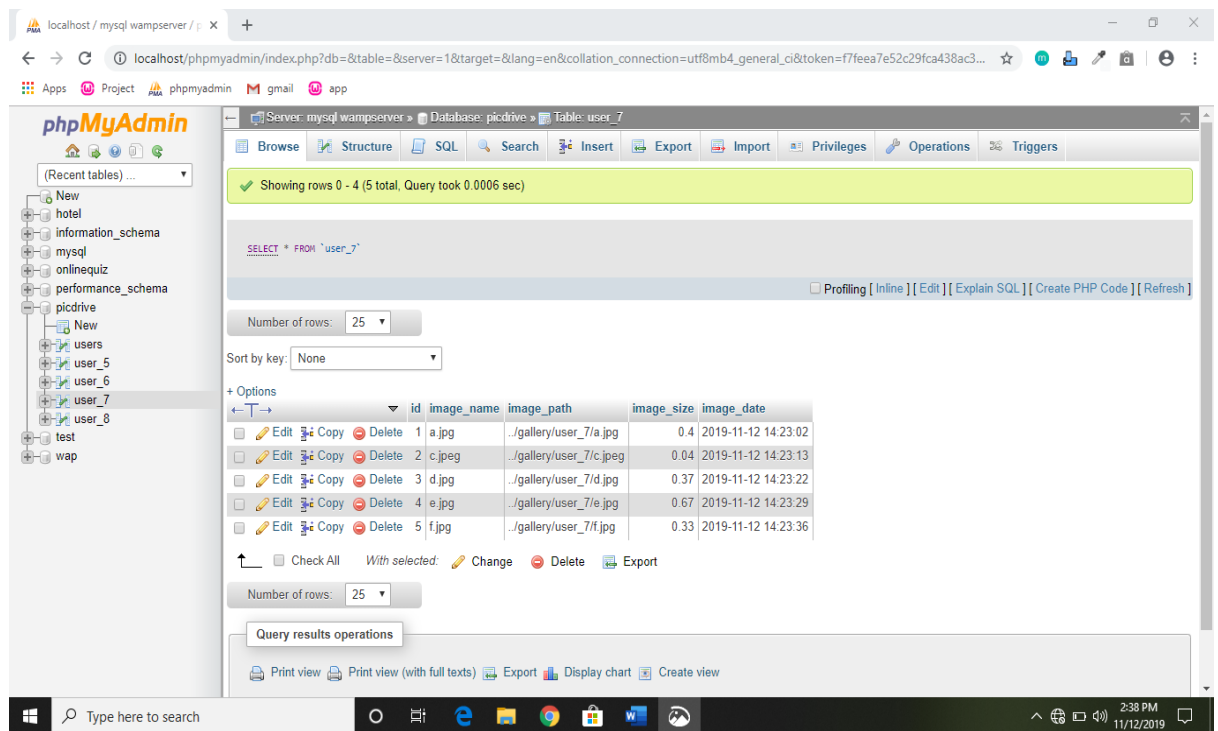 localhost / mysql wampserver / p
localhost/phpmyadmin/index.php?db=&table=&server=1&target=&lang=en&collation_connection=utf8mb4_general_ci&token=f7feea7e52c29fca438ac3...
Apps Project phpmyadmin gmail app
phpMyAdmin
(Recent tables) ...
New
hotel
information_schema
mysql
onlinequiz
performance_schema
picdrive
New
users
user_5
user_6
user_7
user_8
test
wap
Server: mysql wampserver » Database: picdrive » Table: user_7
Browse Structure SQL Search Insert Export Import Privileges Operations Triggers
Showing rows 0 - 4 (5 total, Query took 0.0006 sec)
SELECT * FROM `user_7`
Profiling [ Inline ] [ Edit ] [ Explain SQL ] [ Create PHP Code ] [ Refresh ]
Number of rows: 25
Sort by key: None
+ Options
←T→ id image_name image_path image_size image_date
Edit Copy Delete 1 a.jpg ../gallery/user_7/a.jpg 0.4 2019-11-12 14:23:02
Edit Copy Delete 2 c.jpeg ../gallery/user_7/c.jpeg 0.04 2019-11-12 14:23:13
Edit Copy Delete 3 d.jpg ../gallery/user_7/d.jpg 0.37 2019-11-12 14:23:22
Edit Copy Delete 4 e.jpg ../gallery/user_7/e.jpg 0.67 2019-11-12 14:23:29
Edit Copy Delete 5 f.jpg ../gallery/user_7/f.jpg 0.33 2019-11-12 14:23:36
Check All With selected: Change Delete Export
Number of rows: 25
Query results operations
Print view Print view (with full texts) Export Display chart Create view
Type here to search
2:38 PM
11/12/2019